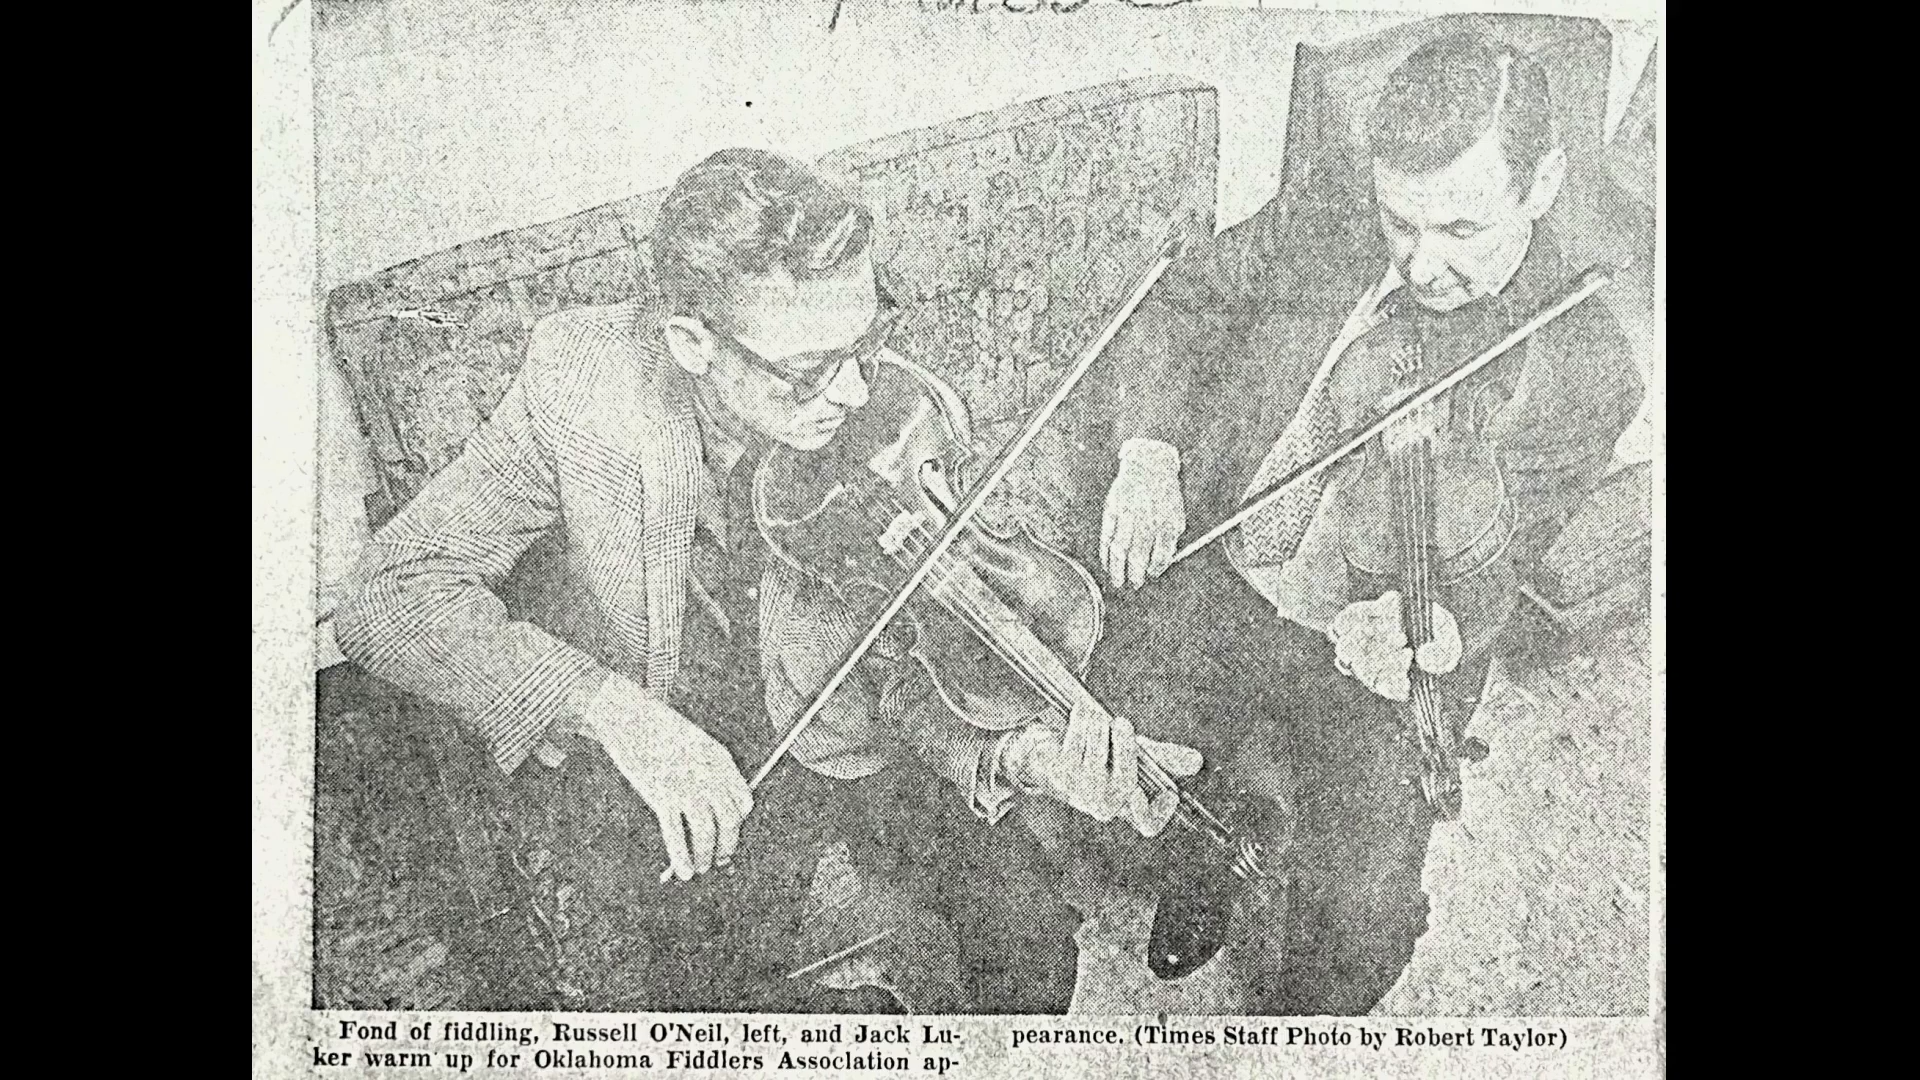 Fond of fiddling, Russell O'Neil, left, and Jack Lu-
ker warm up for Oklahoma Fiddlers Association ap-
pearance. (Times Staff Photo by Robert Taylor)